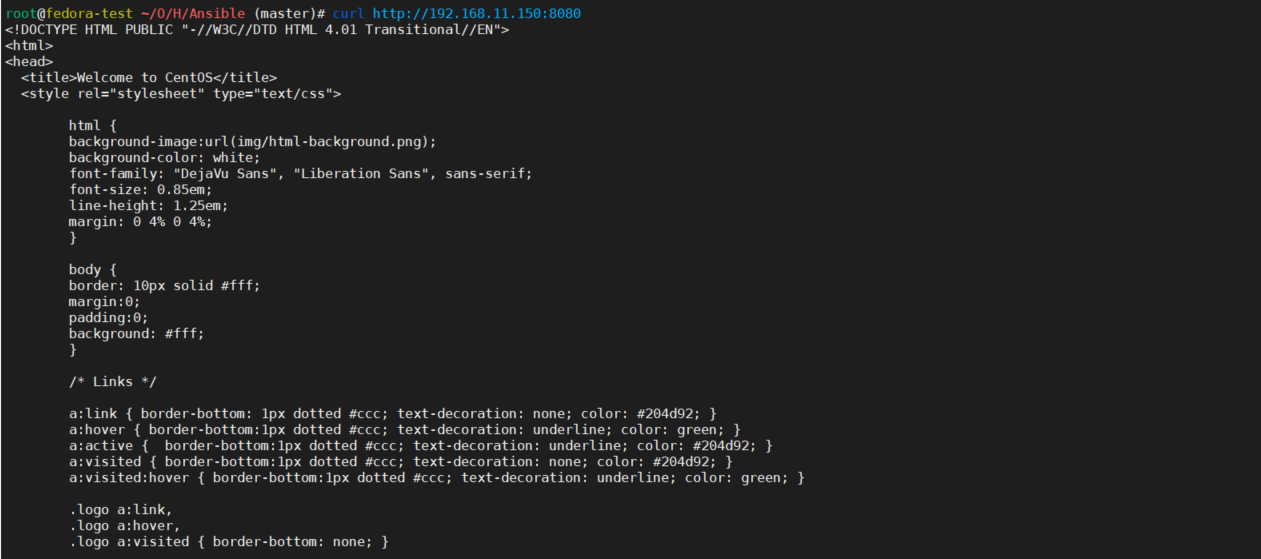 root@fedora-test ~/O/H/Ansible (master)# curl http://192.168.11.150:8080
<!DOCTYPE HTML PUBLIC "-//W3C//DTD HTML 4.01 Transitional//EN">
<html>
<head>
  <title>Welcome to CentOS</title>
  <style rel="stylesheet" type="text/css">

        html {
        background-image:url(img/html-background.png);
        background-color: white;
        font-family: "DejaVu Sans", "Liberation Sans", sans-serif;
        font-size: 0.85em;
        line-height: 1.25em;
        margin: 0 4% 0 4%;
        }

        body {
        border: 10px solid #fff;
        margin:0;
        padding:0;
        background: #fff;
        }

        /* Links */

        a:link { border-bottom: 1px dotted #ccc; text-decoration: none; color: #204d92; }
        a:hover { border-bottom:1px dotted #ccc; text-decoration: underline; color: green; }
        a:active {  border-bottom:1px dotted #ccc; text-decoration: underline; color: #204d92; }
        a:visited { border-bottom:1px dotted #ccc; text-decoration: none; color: #204d92; }
        a:visited:hover { border-bottom:1px dotted #ccc; text-decoration: underline; color: green; }

        .logo a:link,
        .logo a:hover,
        .logo a:visited { border-bottom: none; }